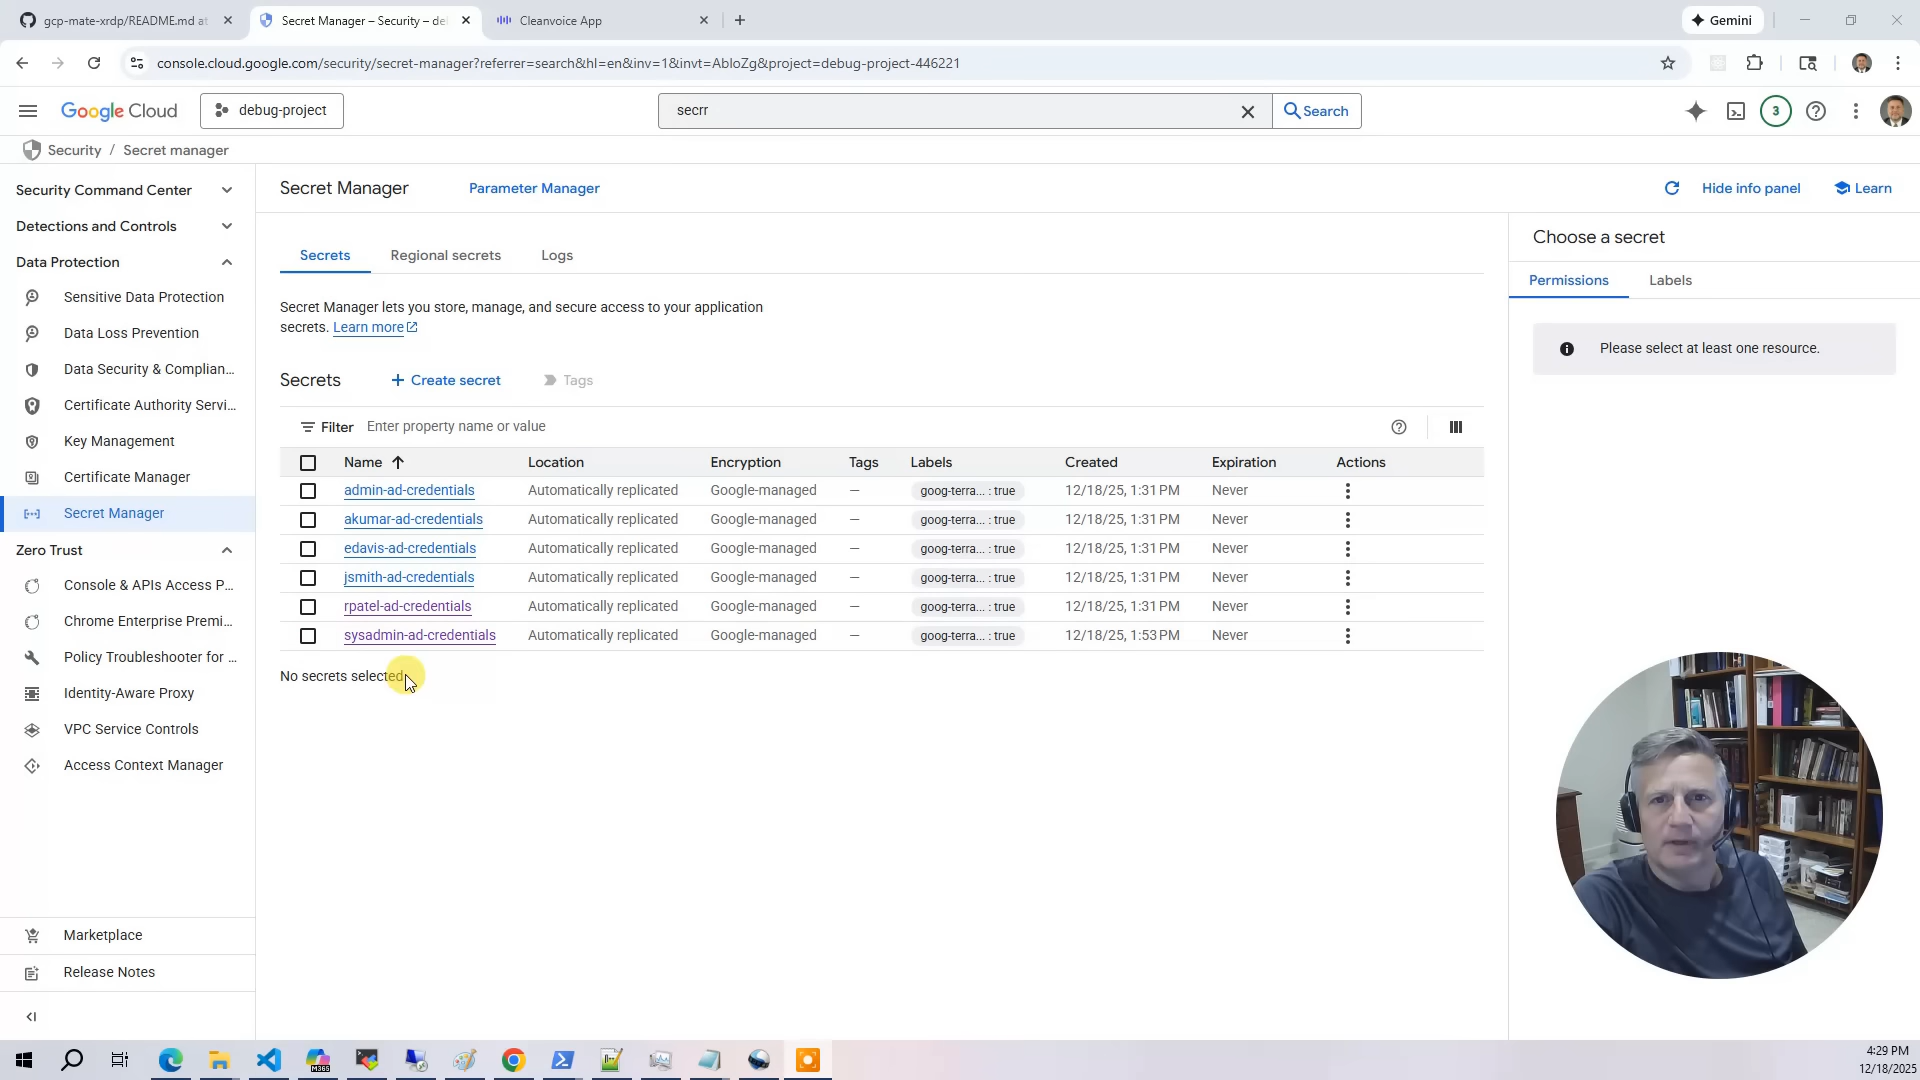 gcp-mate-xrdp/README.md at
Secret Manager – Security – de
Cleanvoice App
Gemini
console.cloud.google.com/security/secret-manager?referrer=search&hl=en&inv=1&invt=AbIoZg&project=debug-project-446221
Google Cloud
debug-project
secrr
Search
3
Security / Secret manager
Security Command Center
Detections and Controls
Data Protection
Sensitive Data Protection
Data Loss Prevention
Data Security & Complian...
Certificate Authority Servi...
Key Management
Certificate Manager
Secret Manager
Zero Trust
Console & APIs Access P...
Chrome Enterprise Premi...
Policy Troubleshooter for ...
Identity-Aware Proxy
VPC Service Controls
Access Context Manager
Marketplace
Release Notes
Secret Manager
Parameter Manager
Hide info panel
Learn
Secrets
Regional secrets
Logs
Secret Manager lets you store, manage, and secure access to your application
secrets. Learn more
Secrets
Create secret
Tags
Filter Enter property name or value
Name Location Encryption Tags Labels Created Expiration Actions
admin-ad-credentials Automatically replicated Google-managed — goog-terra... : true 12/18/25, 1:31 PM Never
akumar-ad-credentials Automatically replicated Google-managed — goog-terra... : true 12/18/25, 1:31 PM Never
edavis-ad-credentials Automatically replicated Google-managed — goog-terra... : true 12/18/25, 1:31 PM Never
jsmith-ad-credentials Automatically replicated Google-managed — goog-terra... : true 12/18/25, 1:31 PM Never
rpatel-ad-credentials Automatically replicated Google-managed — goog-terra... : true 12/18/25, 1:31 PM Never
sysadmin-ad-credentials Automatically replicated Google-managed — goog-terra... : true 12/18/25, 1:53 PM Never
No secrets selected
Choose a secret
Permissions
Labels
Please select at least one resource.
M365
4:29 PM
12/18/2025